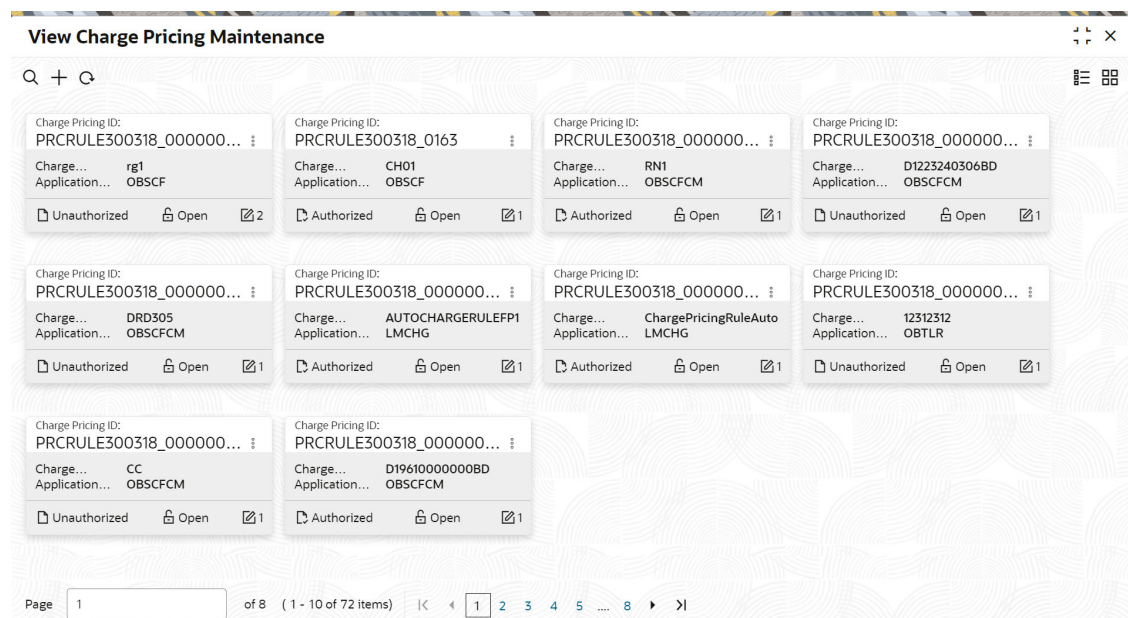 View Charge Pricing Maintenance
Charge Pricing ID:
PRCRULE300318_000000...
Charge... rg1
Application... OBSCF
Unauthorized Open 2
Charge Pricing ID:
PRCRULE300318_0163
Charge... CH01
Application... OBSCF
Authorized Open 1
Charge Pricing ID:
PRCRULE300318_000000...
Charge... RN1
Application... OBSCFCM
Authorized Open 1
Charge Pricing ID:
PRCRULE300318_000000...
Charge... D1223240306BD
Application... OBSCFCM
Unauthorized Open 1
Charge Pricing ID:
PRCRULE300318_000000...
Charge... DRD305
Application... OBSCFCM
Unauthorized Open 1
Charge Pricing ID:
PRCRULE300318_000000...
Charge... AUTOCHARGERULEFP1
Application... LMCHG
Authorized Open 1
Charge Pricing ID:
PRCRULE300318_000000...
Charge... ChargePricingRuleAuto
Application... LMCHG
Authorized Open 1
Charge Pricing ID:
PRCRULE300318_000000...
Charge... 12312312
Application... OBTLR
Unauthorized Open 1
Charge Pricing ID:
PRCRULE300318_000000...
Charge... CC
Application... OBSCFCM
Unauthorized Open 1
Charge Pricing ID:
PRCRULE300318_000000...
Charge... D19610000000BD
Application... OBSCFCM
Authorized Open 1
Page 1 of 8 (1 - 10 of 72 items) 1 2 3 4 5 .... 8